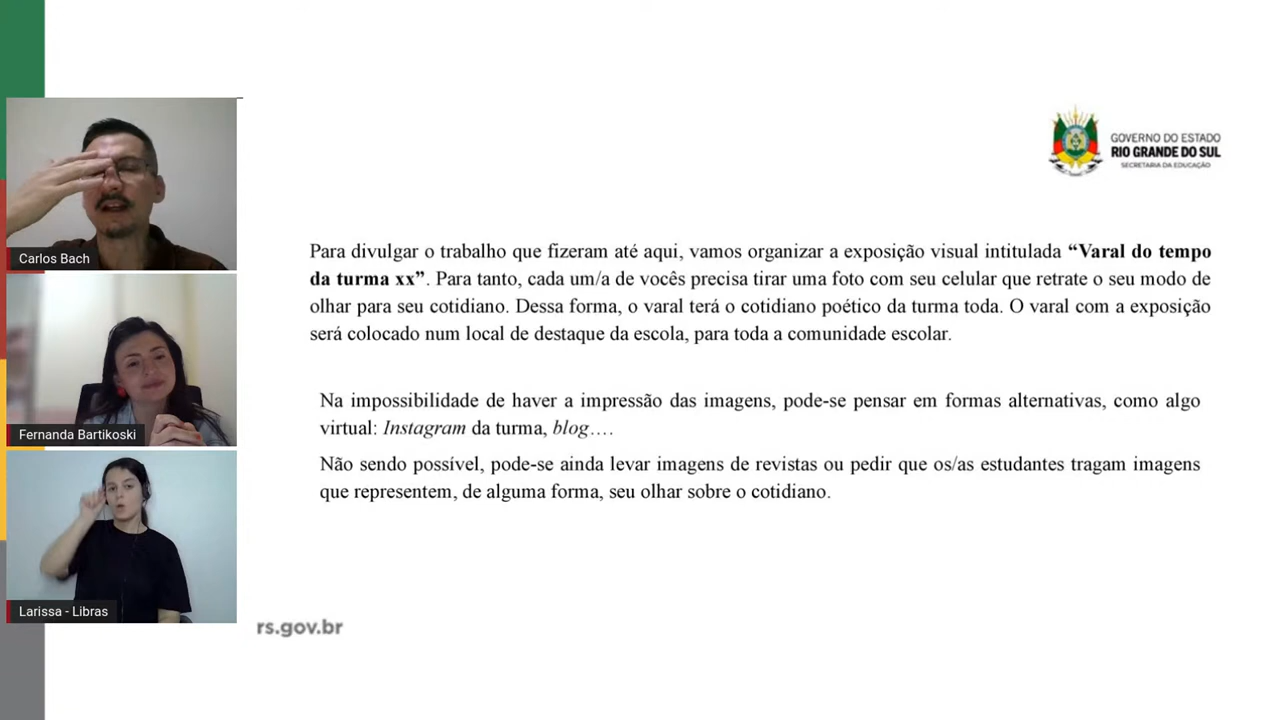 GOVERNO DO ESTADO
RIO GRANDE DO SUL
SECRETARIA DA EDUCAÇÃO
Para divulgar o trabalho que fizeram até aqui, vamos organizar a exposição visual intitulada “Varal do tempo
da turma xx”. Para tanto, cada um/a de vocês precisa tirar uma foto com seu celular que retrate o seu modo de
olhar para seu cotidiano. Dessa forma, o varal terá o cotidiano poético da turma toda. O varal com a exposição
será colocado num local de destaque da escola, para toda a comunidade escolar.
Na impossibilidade de haver a impressão das imagens, pode-se pensar em formas alternativas, como algo
virtual: Instagram da turma, blog….
Não sendo possível, pode-se ainda levar imagens de revistas ou pedir que os/as estudantes tragam imagens
que representem, de alguma forma, seu olhar sobre o cotidiano.
Carlos Bach
Fernanda Bartikoski
Larissa - Libras
rs.gov.br